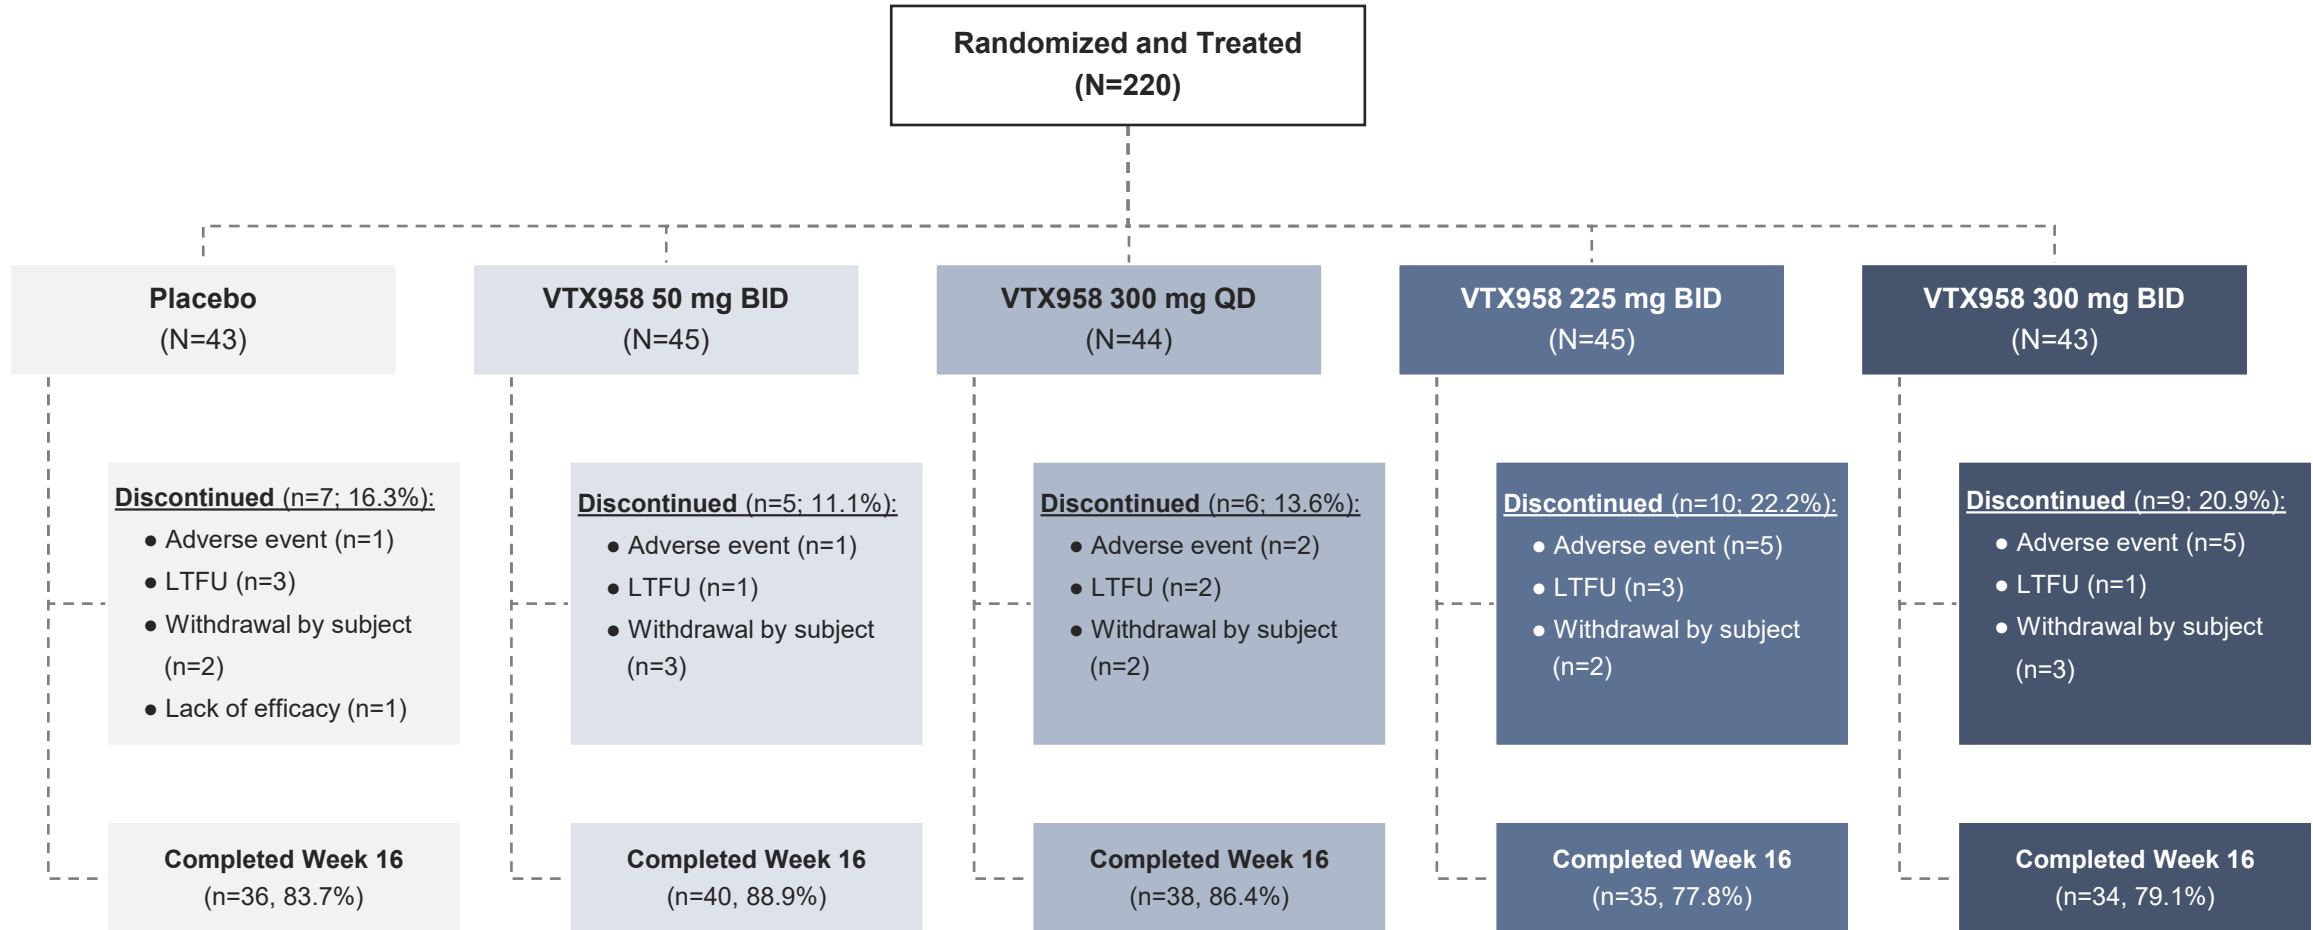 Randomized and Treated
(N=220)
Placebo
(N=43)
VTX958 50 mg BID
(N=45)
VTX958 300 mg QD
(N=44)
VTX958 225 mg BID
(N=45)
VTX958 300 mg BID
(N=43)
Discontinued (n=7; 16.3%):
● Adverse event (n=1)
● LTFU (n=3)
● Withdrawal by subject
(n=2)
● Lack of efficacy (n=1)
Discontinued (n=5; 11.1%):
● Adverse event (n=1)
● LTFU (n=1)
● Withdrawal by subject
(n=3)
Discontinued (n=6; 13.6%):
● Adverse event (n=2)
● LTFU (n=2)
● Withdrawal by subject
(n=2)
Discontinued (n=10; 22.2%):
● Adverse event (n=5)
● LTFU (n=3)
● Withdrawal by subject
(n=2)
Discontinued (n=9; 20.9%):
● Adverse event (n=5)
● LTFU (n=1)
● Withdrawal by subject
(n=3)
Completed Week 16
(n=36, 83.7%)
Completed Week 16
(n=40, 88.9%)
Completed Week 16
(n=38, 86.4%)
Completed Week 16
(n=35, 77.8%)
Completed Week 16
(n=34, 79.1%)